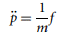 p̈ = 1/m f